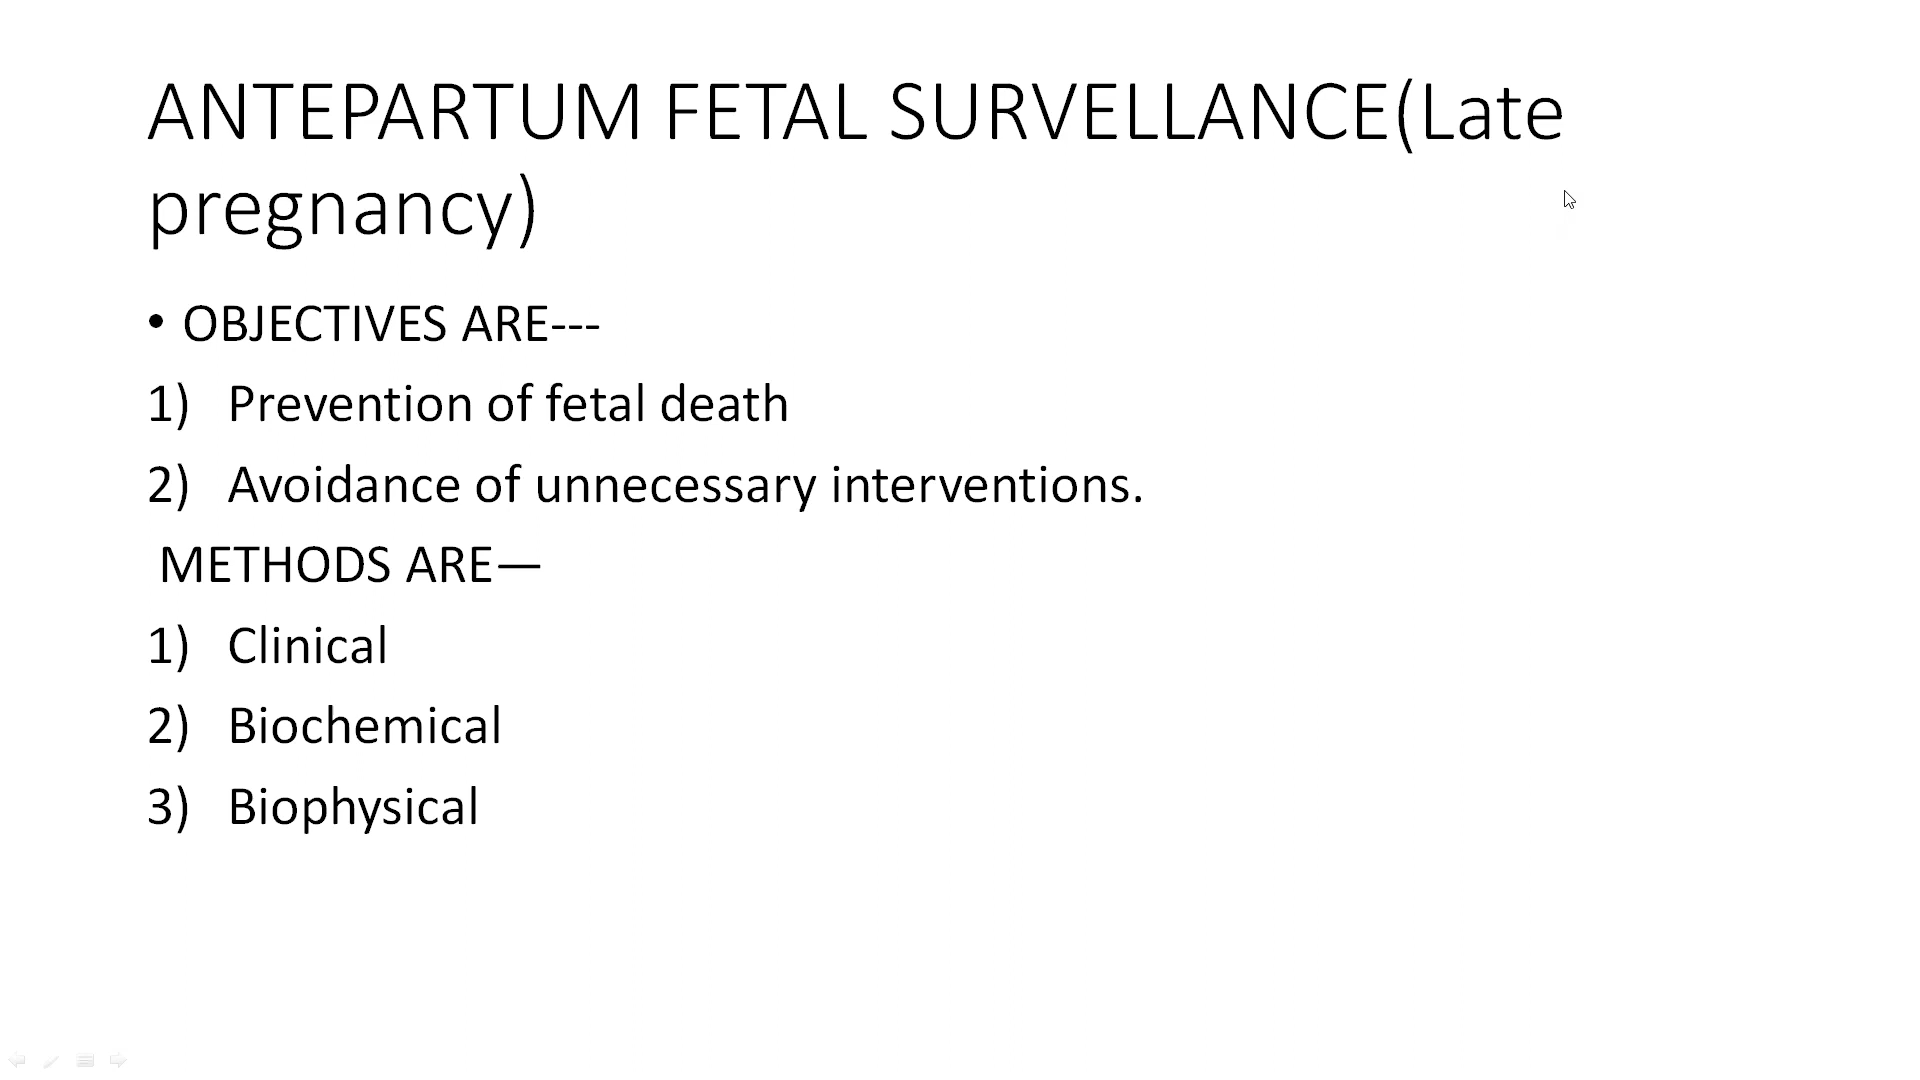 ANTEPARTUM FETAL SURVELLANCE(Late
pregnancy)
• OBJECTIVES ARE---
1) Prevention of fetal death
2) Avoidance of unnecessary interventions.
METHODS ARE—
1) Clinical
2) Biochemical
3) Biophysical